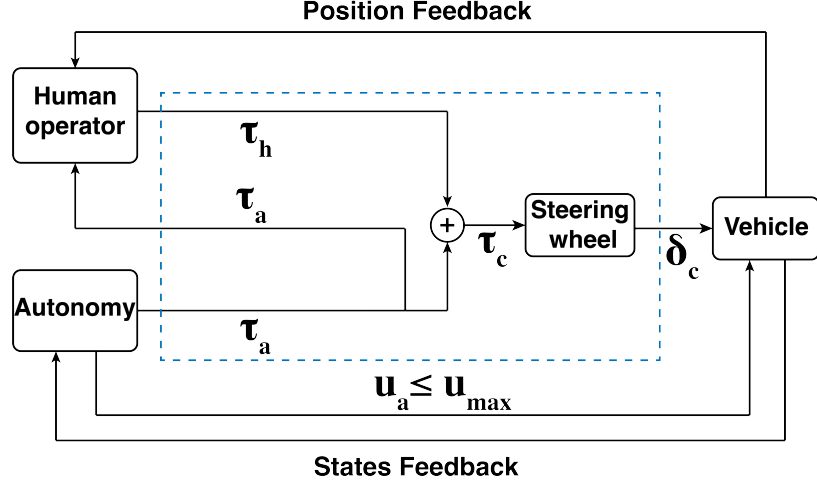 Position Feedback
Human
operator
τh
τa
Steering
wheel
+
τc
Vehicle
δc
Autonomy
τa
ua ≤ umax
States Feedback